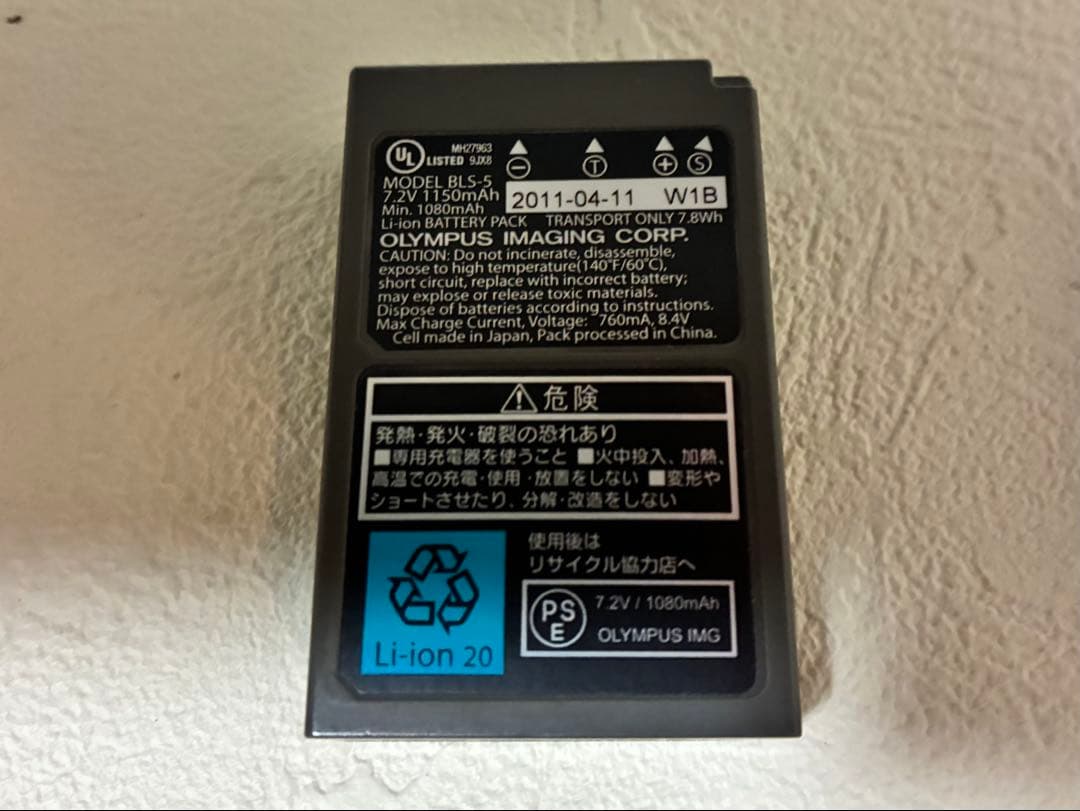 UL LISTED MH27963 9JX8
MODEL BLS-5
7.2V 1150mAh
Min. 1080mAh
− T + S
2011-04-11 W1B
Li-ion BATTERY PACK TRANSPORT ONLY 7.8Wh
OLYMPUS IMAGING CORP.
CAUTION: Do not incinerate, disassemble,
expose to high temperature(140°F/60°C),
short circuit, replace with incorrect battery;
may explose or release toxic materials.
Dispose of batteries according to instructions.
Max Charge Current, Voltage: 760mA, 8.4V
Cell made in Japan, Pack processed in China.
⚠危険
発熱・発火・破裂の恐れあり
■専用充電器を使うこと ■火中投入、加熱、
高温での充電・使用・放置をしない ■変形や
ショートさせたり、分解・改造をしない
使用後は
リサイクル協力店へ
Li-ion 20
PSE
7.2V / 1080mAh
OLYMPUS IMG